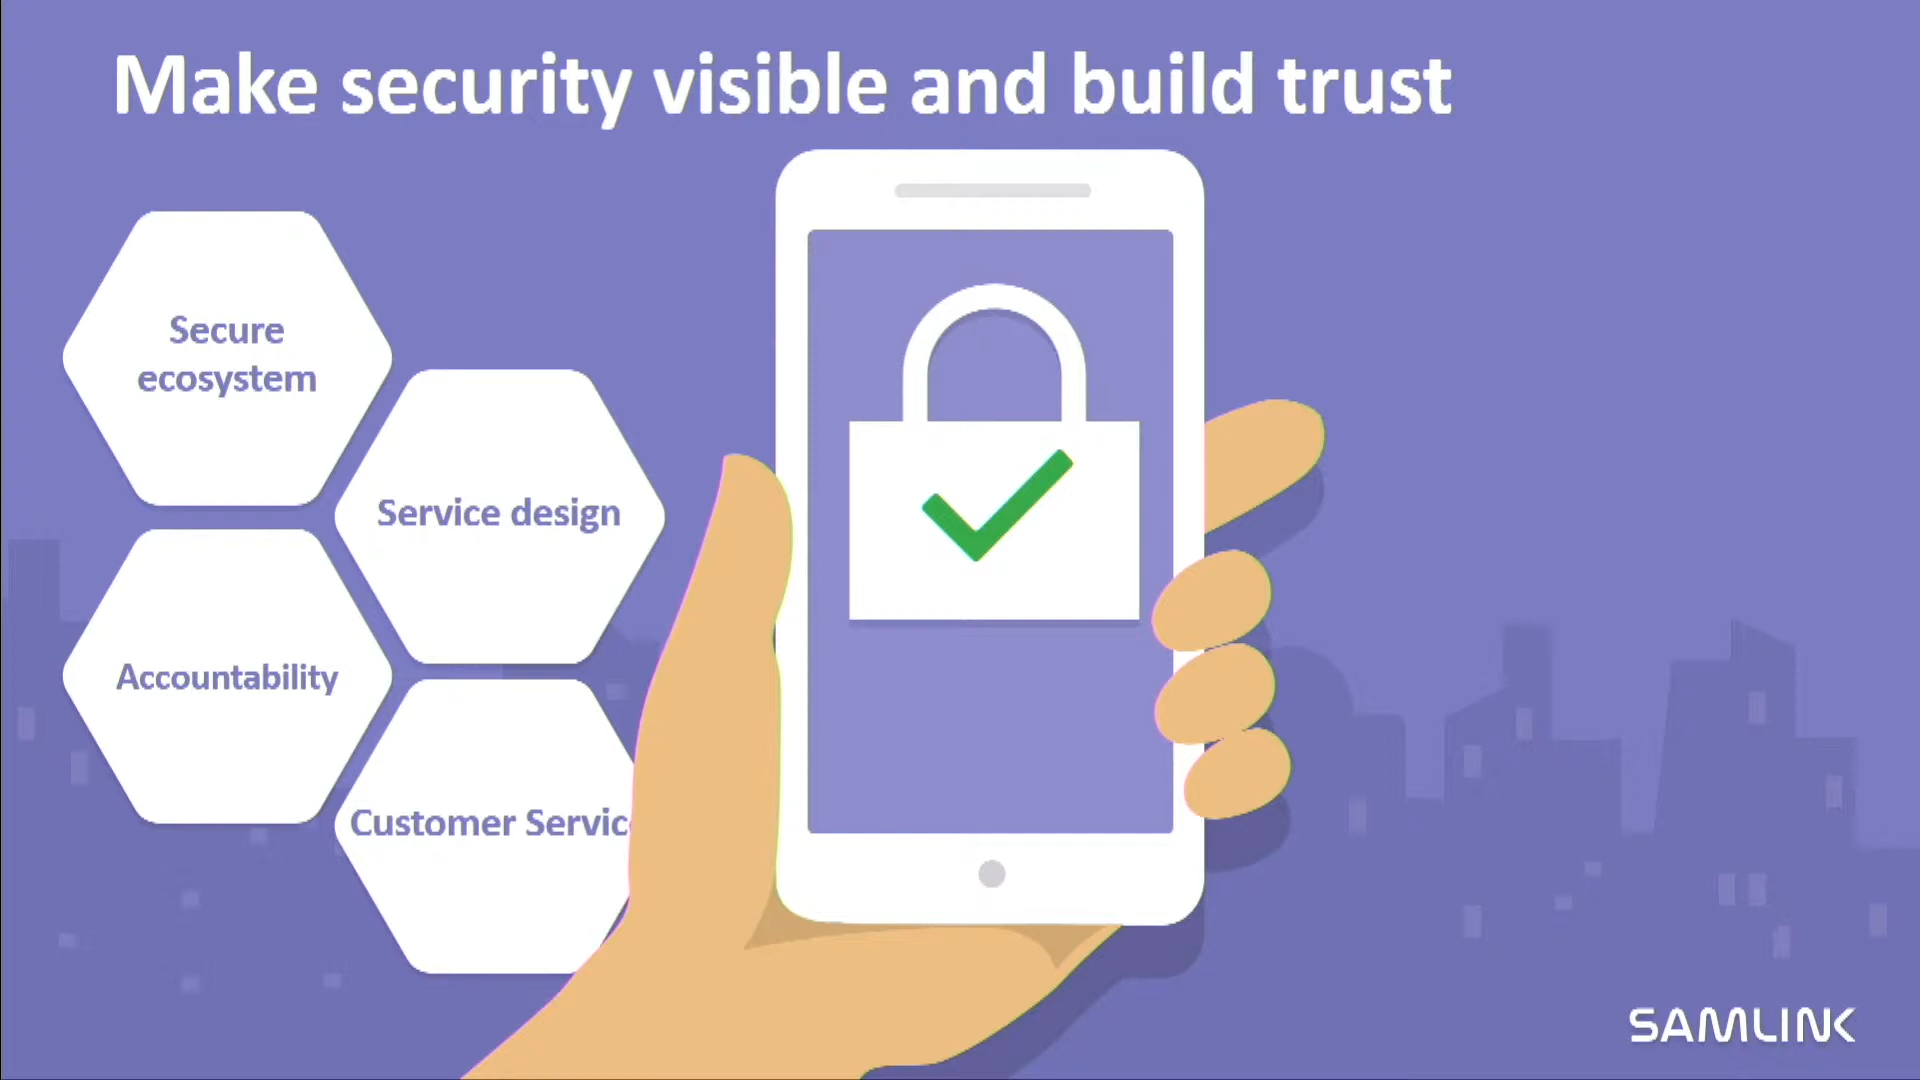 Make security visible and build trust
Secure
ecosystem
Service design
Accountability
Customer Servic
SAMLINK